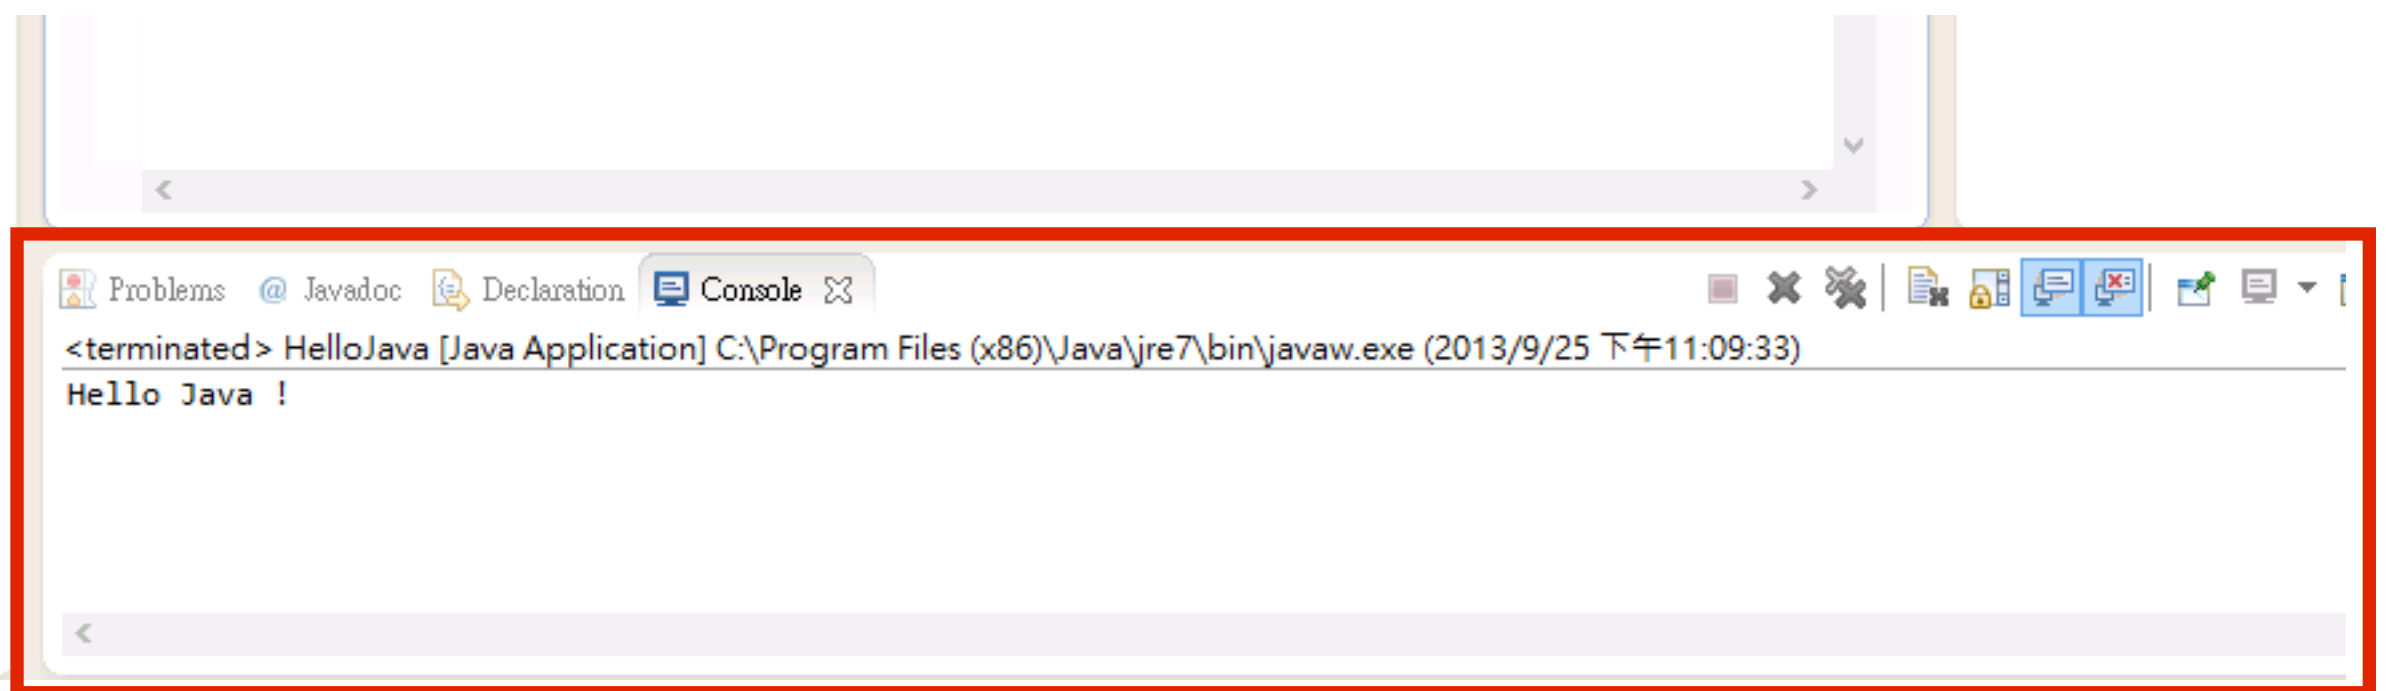 Problems @ Javadoc Declaration Console
<terminated> HelloJava [Java Application] C:\Program Files (x86)\Java\jre7\bin\javaw.exe (2013/9/25 下午11:09:33)
Hello Java !